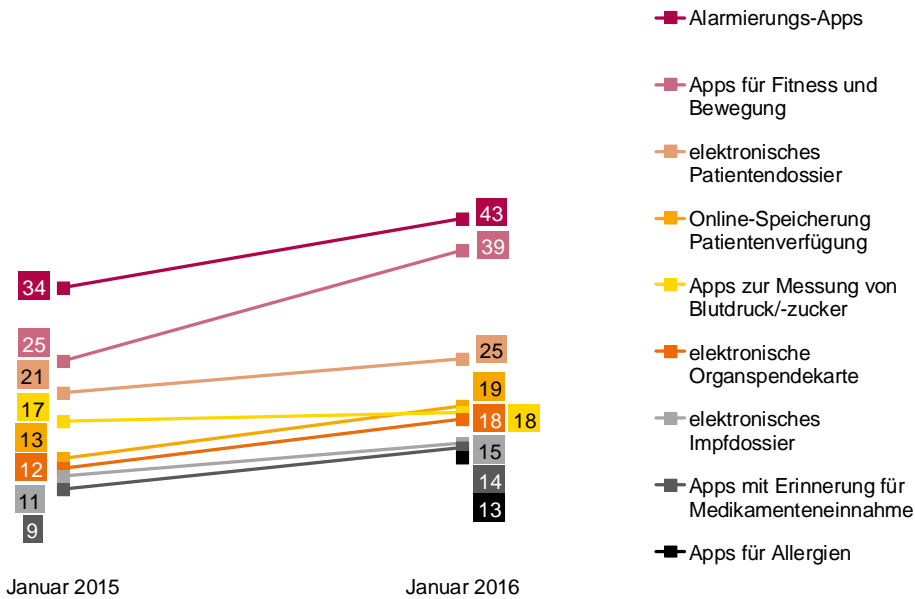 34
25
21
17
13
12
11
9
43
39
25
19
18 18
15
14
13
Januar 2015
Januar 2016
Alarmierungs-Apps
Apps für Fitness und
Bewegung
elektronisches
Patientendossier
Online-Speicherung
Patientenverfügung
Apps zur Messung von
Blutdruck/-zucker
elektronische
Organspendekarte
elektronisches
Impfdossier
Apps mit Erinnerung für
Medikamenteneinnahme
Apps für Allergien